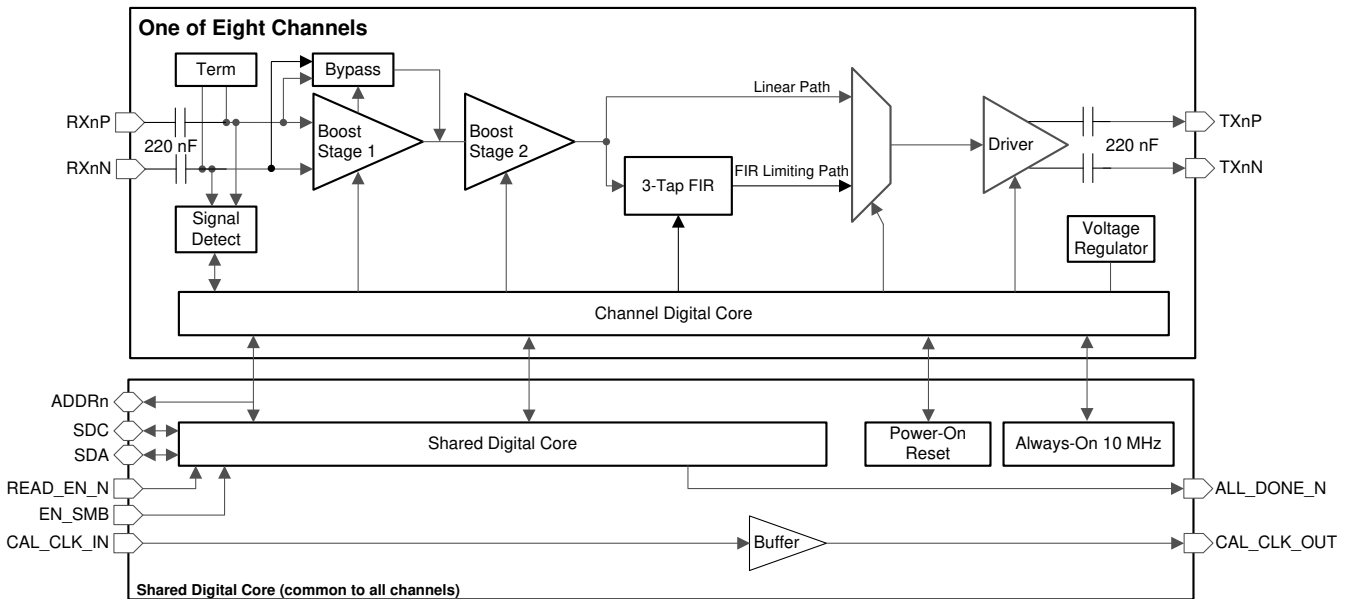 One of Eight Channels
Term
Bypass
RXnP
220 nF
RXnN
Boost
Stage 1
Boost
Stage 2
Linear Path
3-Tap FIR
FIR Limiting Path
Driver
220 nF
TXnP
TXnN
Signal
Detect
Voltage
Regulator
Channel Digital Core
ADDRn
SDC
SDA
READ_EN_N
EN_SMB
CAL_CLK_IN
Shared Digital Core
Power-On
Reset
Always-On 10 MHz
ALL_DONE_N
Buffer
CAL_CLK_OUT
Shared Digital Core (common to all channels)